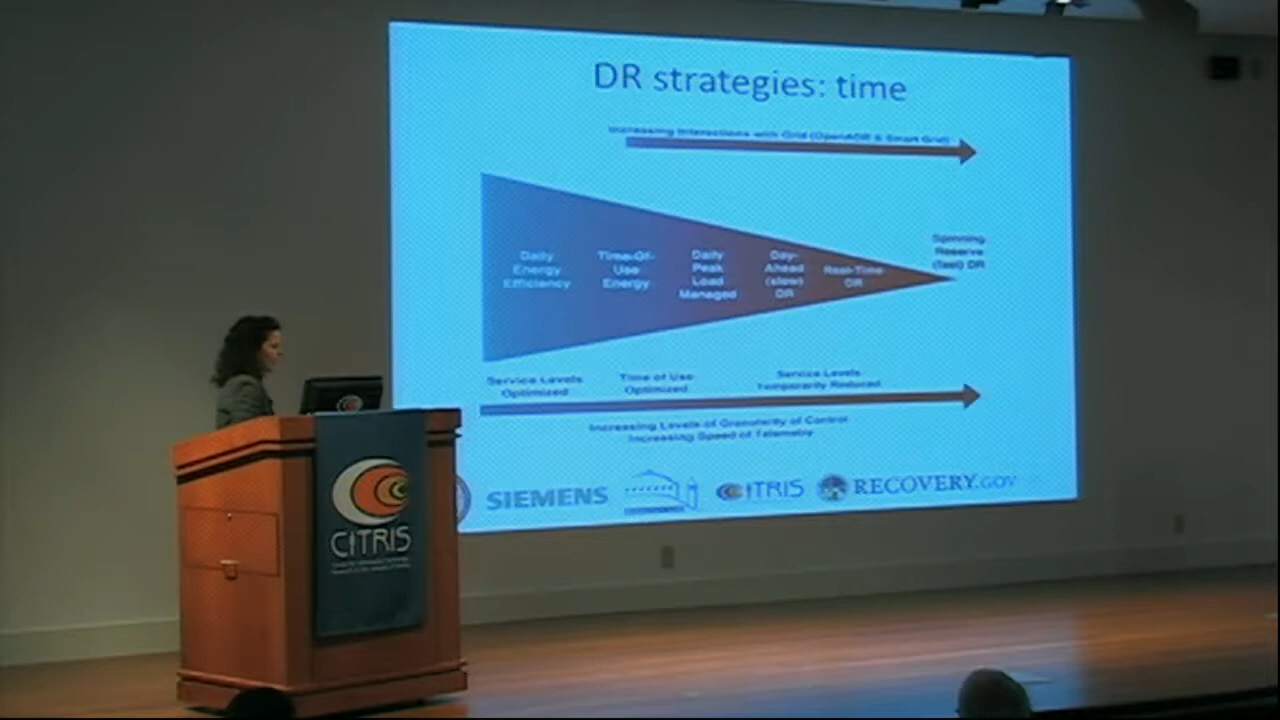 DR strategies: time
Increasing Interactions with Grid (OpenADR & Smart Grid)
Daily
Energy
Efficiency
Time-Of-
Use
Energy
Daily
Peak
Load
Managed
Day-
Ahead
(slow)
DR
Real-Time
DR
Spinning
Reserve
(fast) DR
Service Levels
Optimized
Time of Use
Optimized
Service Levels
Temporarily Reduced
Increasing Levels of Granularity of Control
Increasing Speed of Telemetry
SIEMENS
CITRIS
RECOVERY.GOV
CITRIS